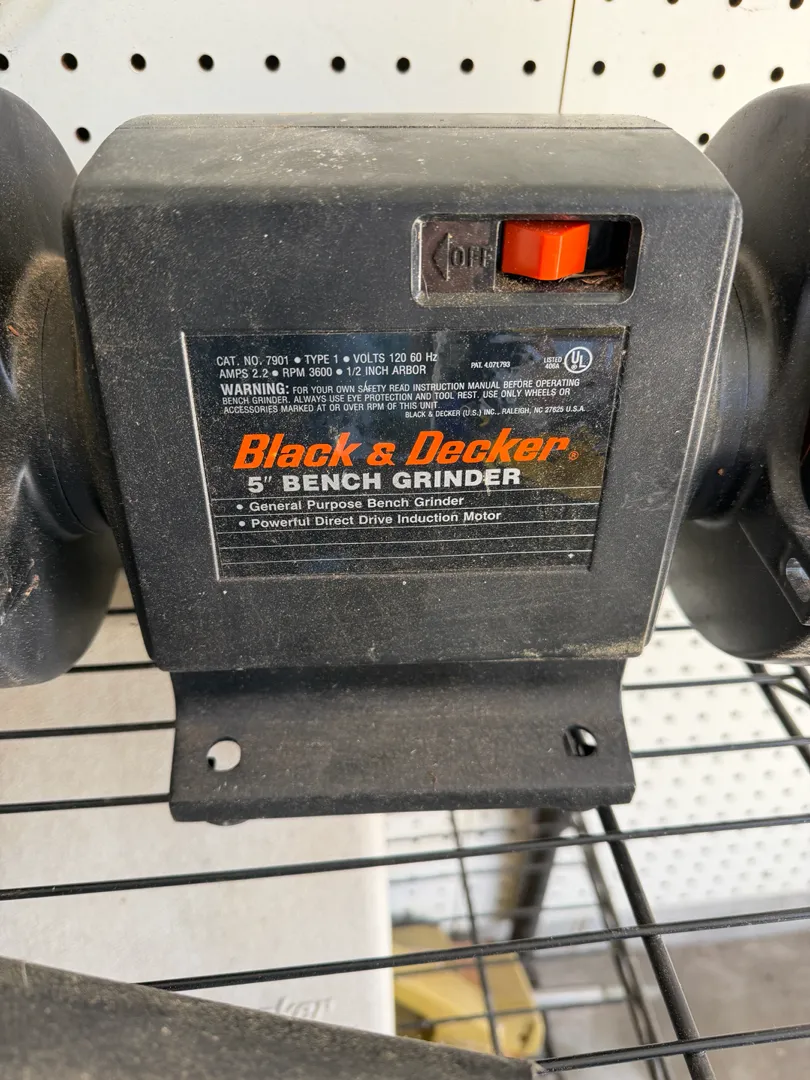 OFF
CAT. NO. 7901 ● TYPE 1 ● VOLTS 120 60 Hz
AMPS 2.2 ● RPM 3600 ● 1/2 INCH ARBOR
PAT. 4,071,793
LISTED
406A
UL
WARNING: FOR YOUR OWN SAFETY READ INSTRUCTION MANUAL BEFORE OPERATING
BENCH GRINDER. ALWAYS USE EYE PROTECTION AND TOOL REST. USE ONLY WHEELS OR
ACCESSORIES MARKED AT OR OVER RPM OF THIS UNIT.
BLACK & DECKER (U.S.) INC., RALEIGH, NC 27625 U.S.A.
Black & Decker®
5" BENCH GRINDER
• General Purpose Bench Grinder
• Powerful Direct Drive Induction Motor